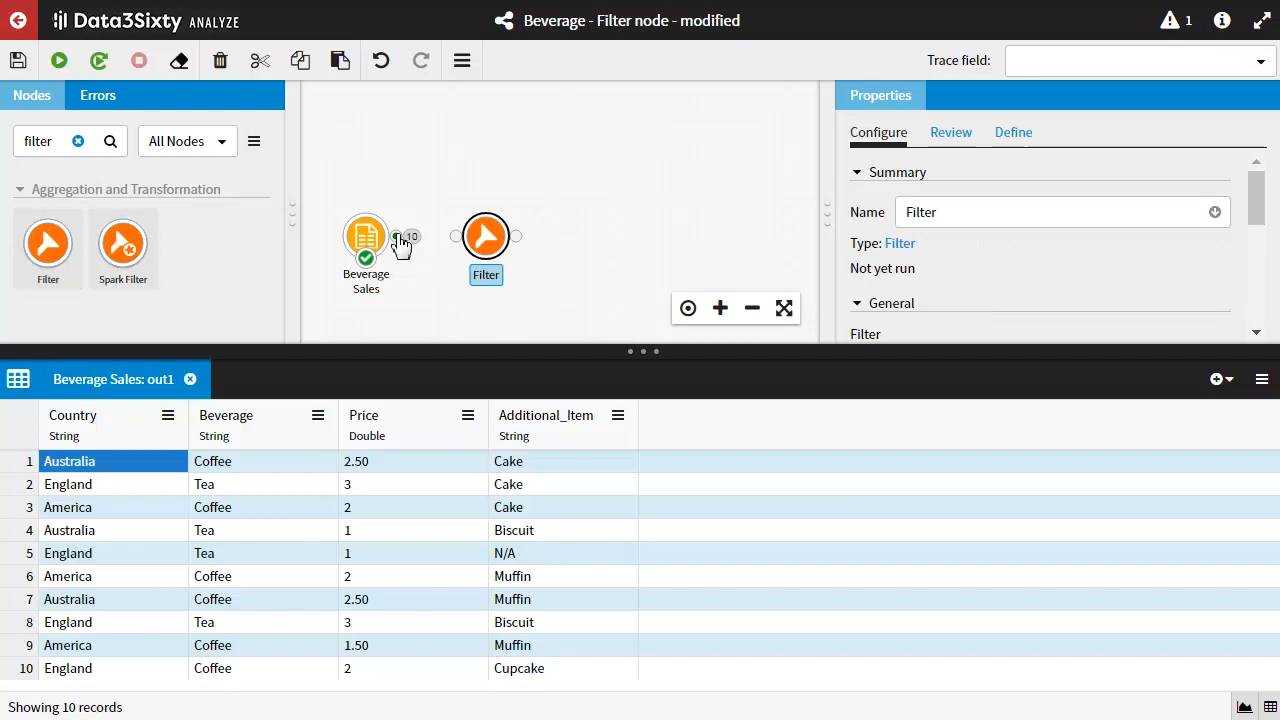 Data3Sixty ANALYZE
Beverage - Filter node - modified
1
Trace field:
Nodes
Errors
filter
All Nodes
Aggregation and Transformation
Filter
Spark Filter
10
Beverage
Sales
Filter
Properties
Configure
Review
Define
Summary
Name
Filter
Type: Filter
Not yet run
General
Filter
Beverage Sales: out1
Country
Beverage
Price
Additional_Item
String
String
Double
String
1 Australia Coffee 2.50 Cake
2 England Tea 3 Cake
3 America Coffee 2 Cake
4 Australia Tea 1 Biscuit
5 England Tea 1 N/A
6 America Coffee 2 Muffin
7 Australia Coffee 2.50 Muffin
8 England Tea 3 Biscuit
9 America Coffee 1.50 Muffin
10 England Coffee 2 Cupcake
Showing 10 records